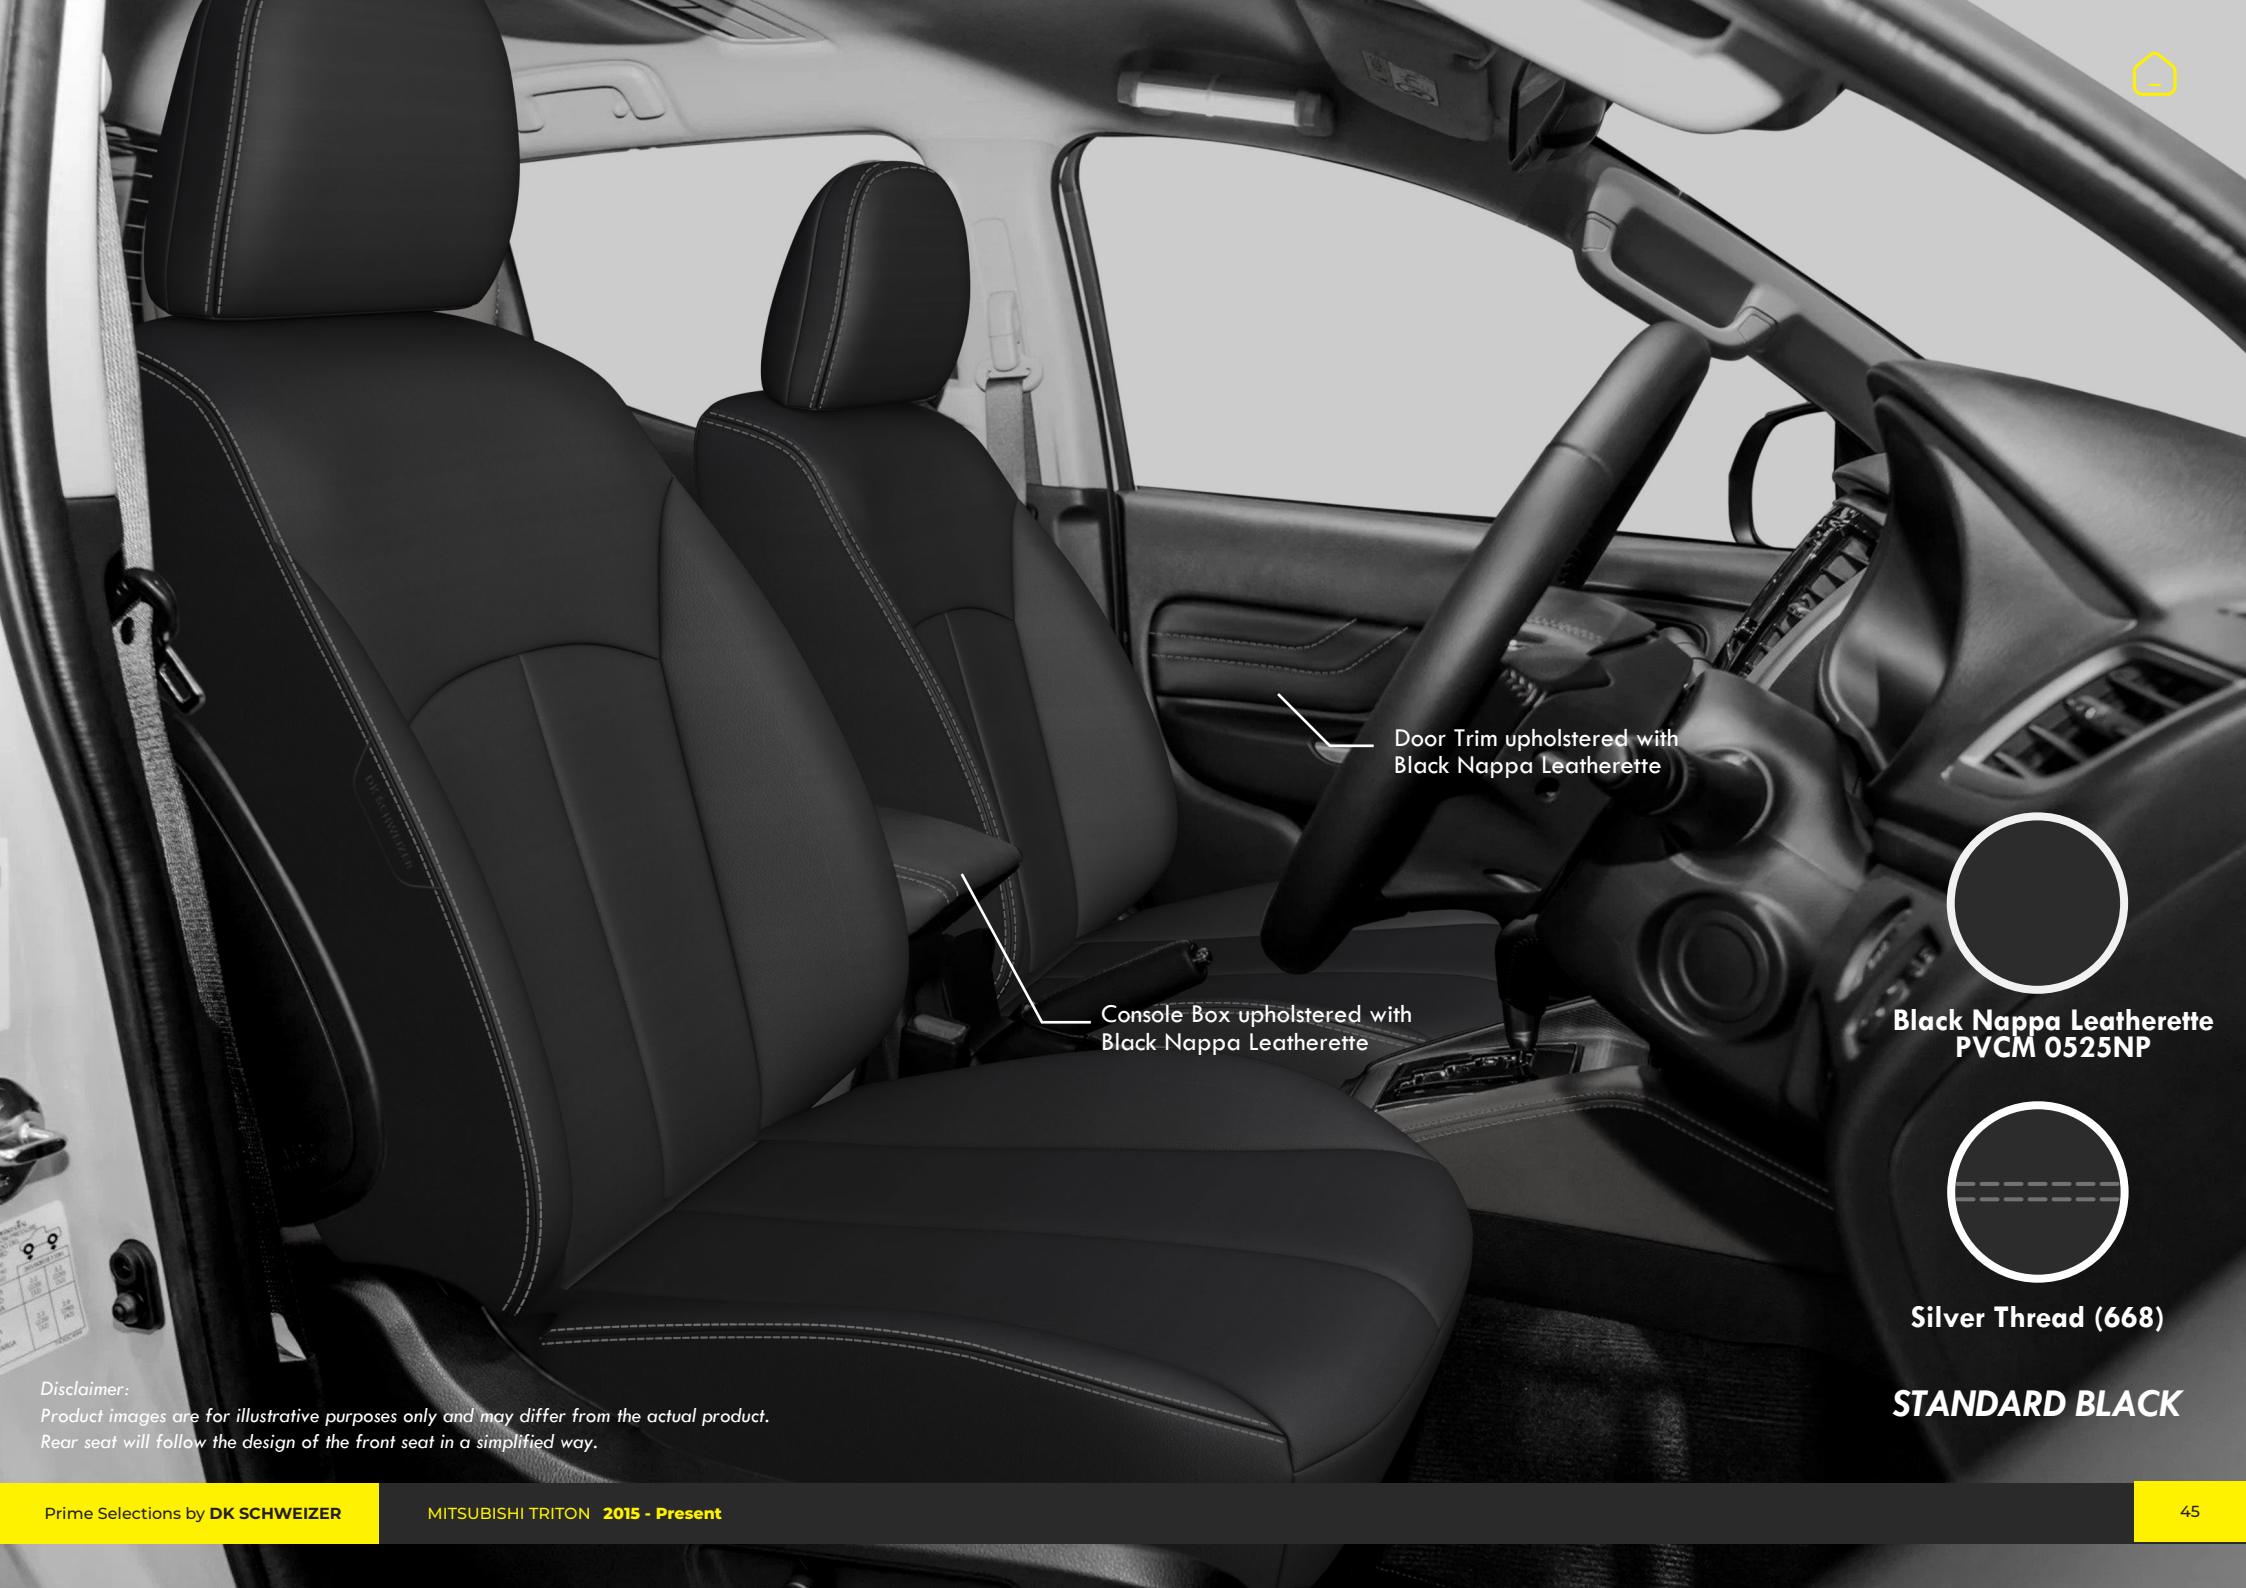 DK SCHWEIZER
Door Trim upholstered with
Black Nappa Leatherette
Console Box upholstered with
Black Nappa Leatherette
Black Nappa Leatherette
PVCM 0525NP
Silver Thread (668)
STANDARD BLACK
Disclaimer:
Product images are for illustrative purposes only and may differ from the actual product.
Rear seat will follow the design of the front seat in a simplified way.
Prime Selections by DK SCHWEIZER
MITSUBISHI TRITON 2015 - Present
45